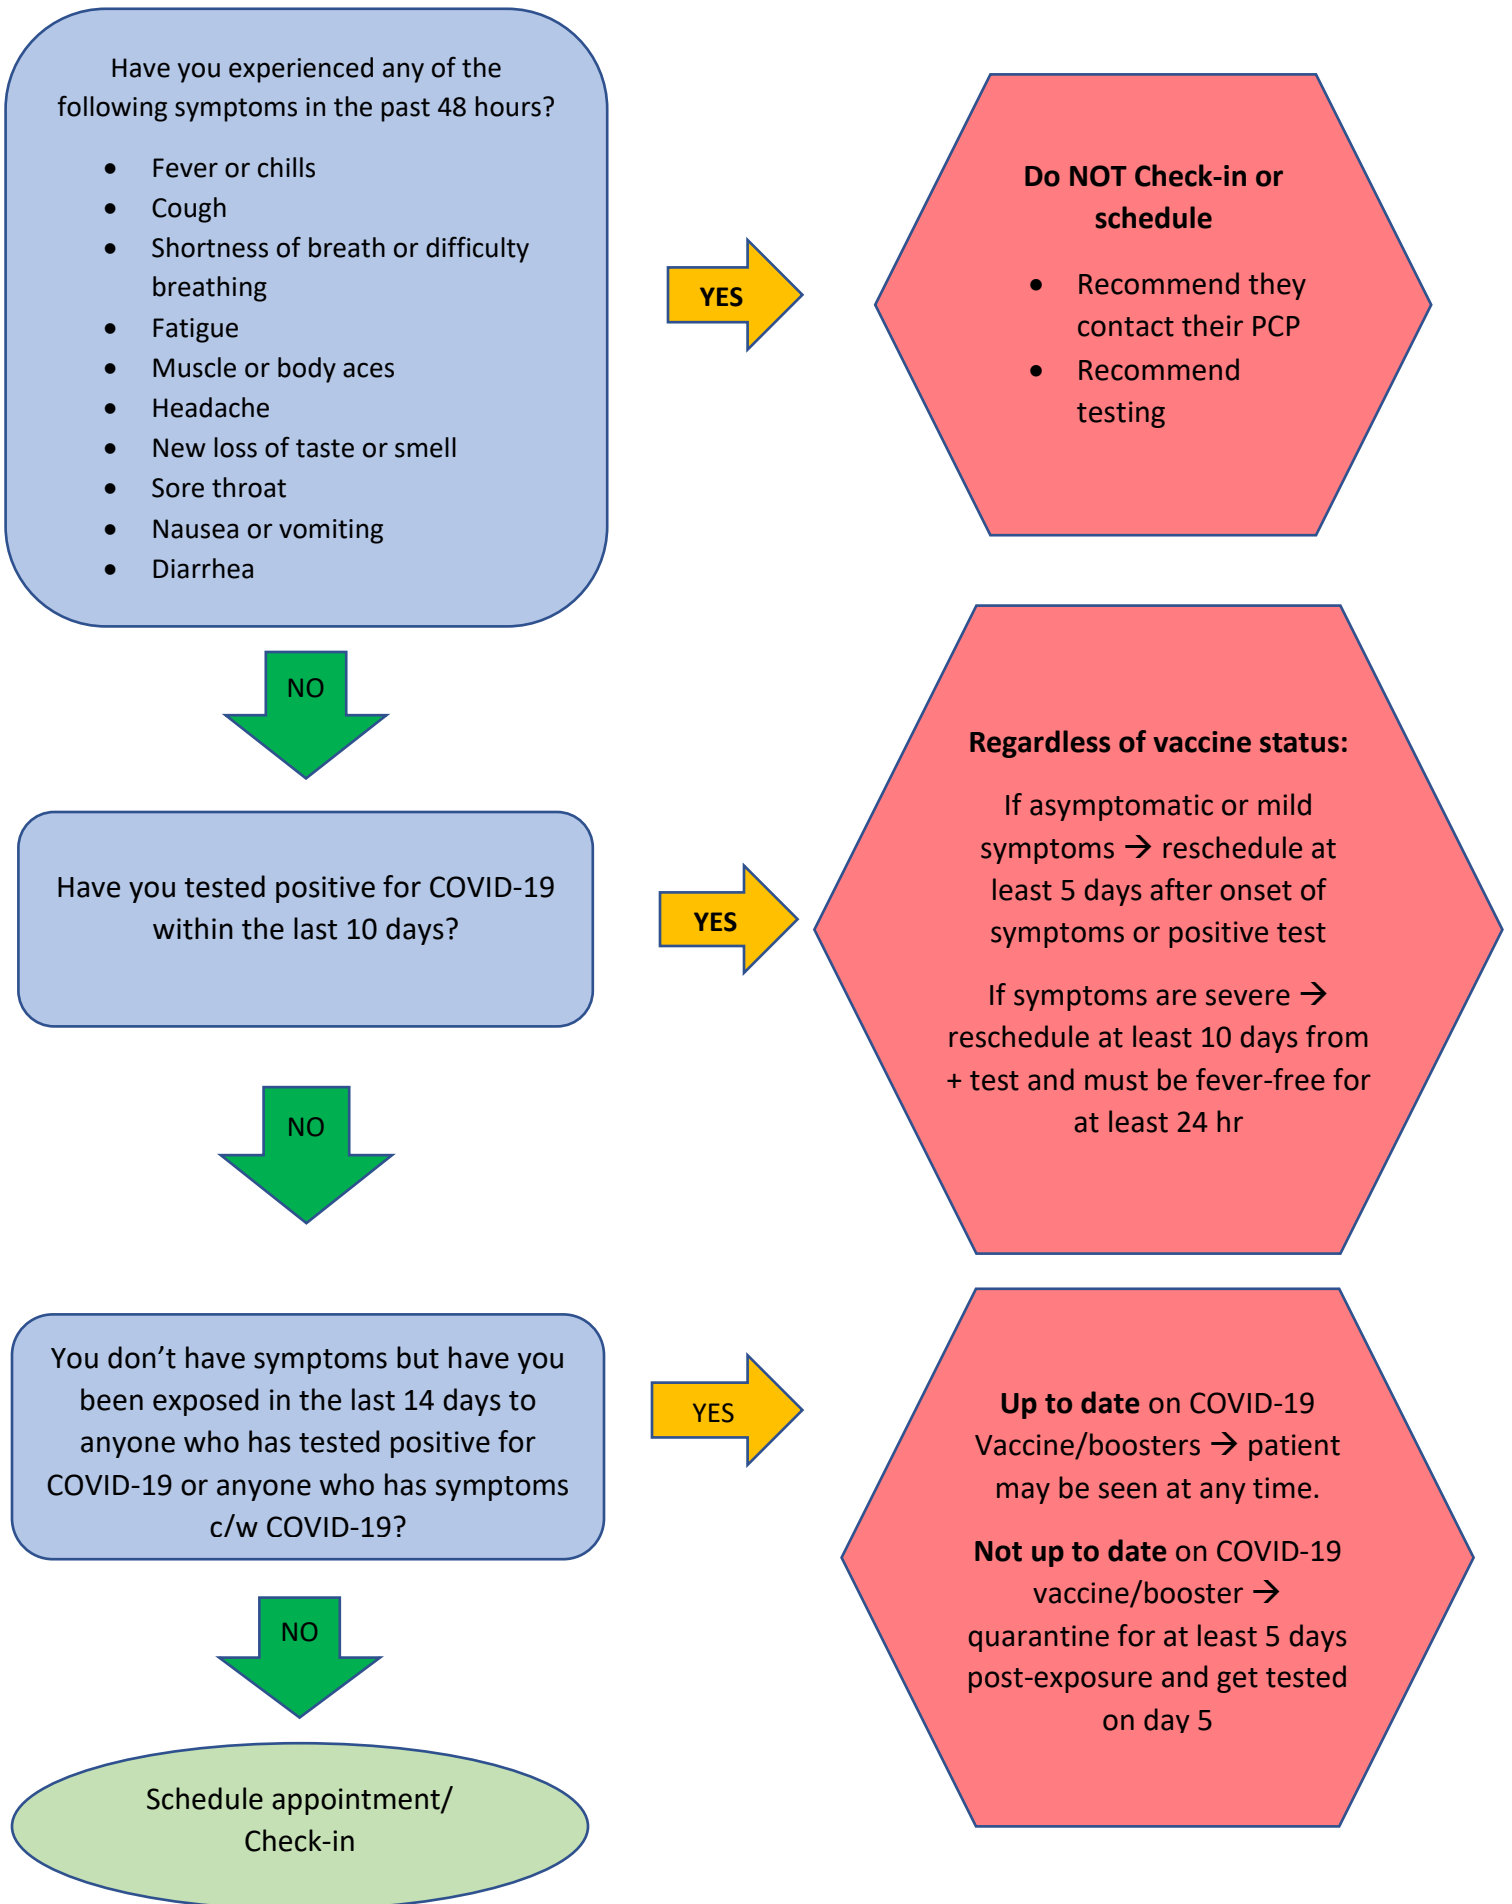 Have you experienced any of the
following symptoms in the past 48 hours?
• Fever or chills
• Cough
• Shortness of breath or difficulty
breathing
• Fatigue
• Muscle or body aces
• Headache
• New loss of taste or smell
• Sore throat
• Nausea or vomiting
• Diarrhea
YES
Do NOT Check-in or
schedule
• Recommend they
contact their PCP
• Recommend
testing
NO
Have you tested positive for COVID-19
within the last 10 days?
YES
Regardless of vaccine status:
If asymptomatic or mild
symptoms → reschedule at
least 5 days after onset of
symptoms or positive test
If symptoms are severe →
reschedule at least 10 days from
+ test and must be fever-free for
at least 24 hr
NO
You don’t have symptoms but have you
been exposed in the last 14 days to
anyone who has tested positive for
COVID-19 or anyone who has symptoms
c/w COVID-19?
YES
Up to date on COVID-19
Vaccine/boosters → patient
may be seen at any time.
Not up to date on COVID-19
vaccine/booster →
quarantine for at least 5 days
post-exposure and get tested
on day 5
NO
Schedule appointment/
Check-in